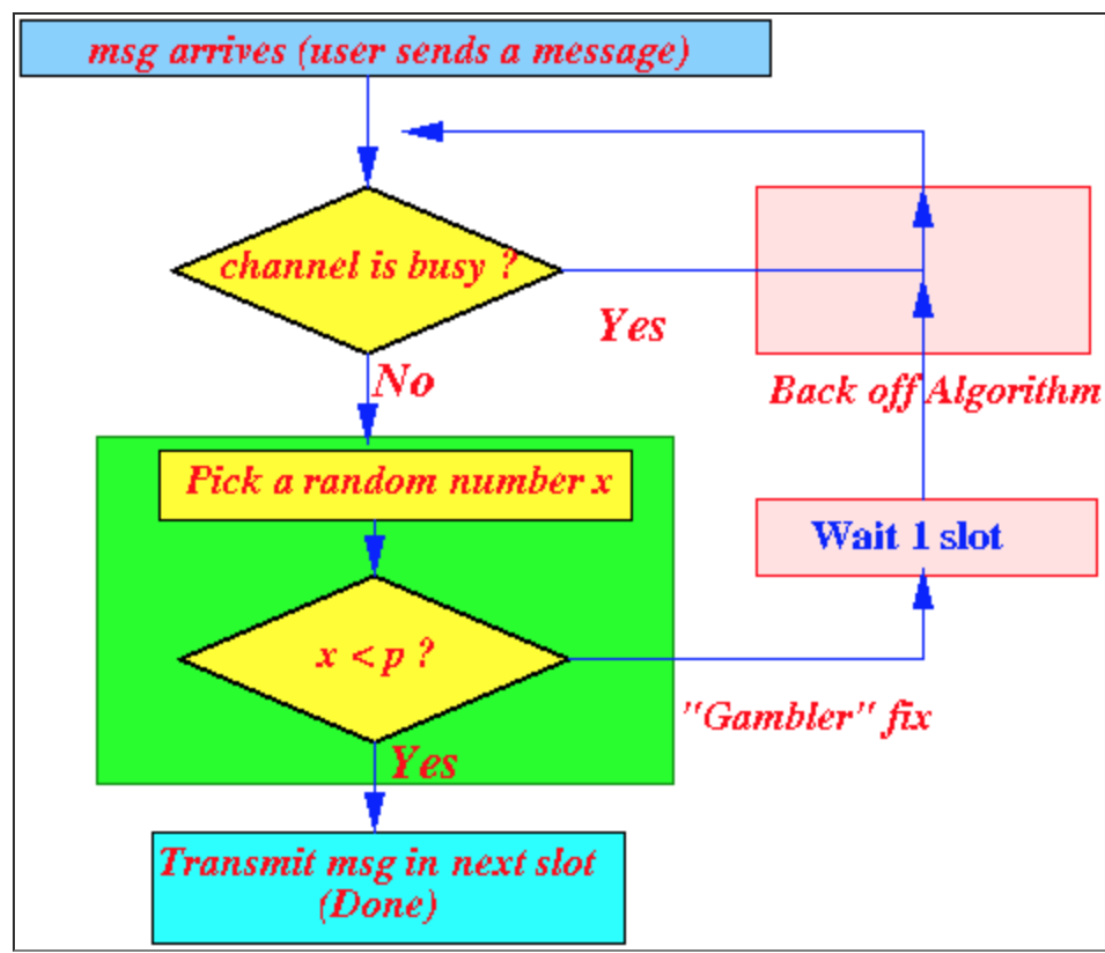 msg arrives (user sends a message)
channel is busy ?
Yes
No
Back off Algorithm
Pick a random number x
Wait 1 slot
x < p ?
"Gambler" fix
Yes
Transmit msg in next slot
(Done)